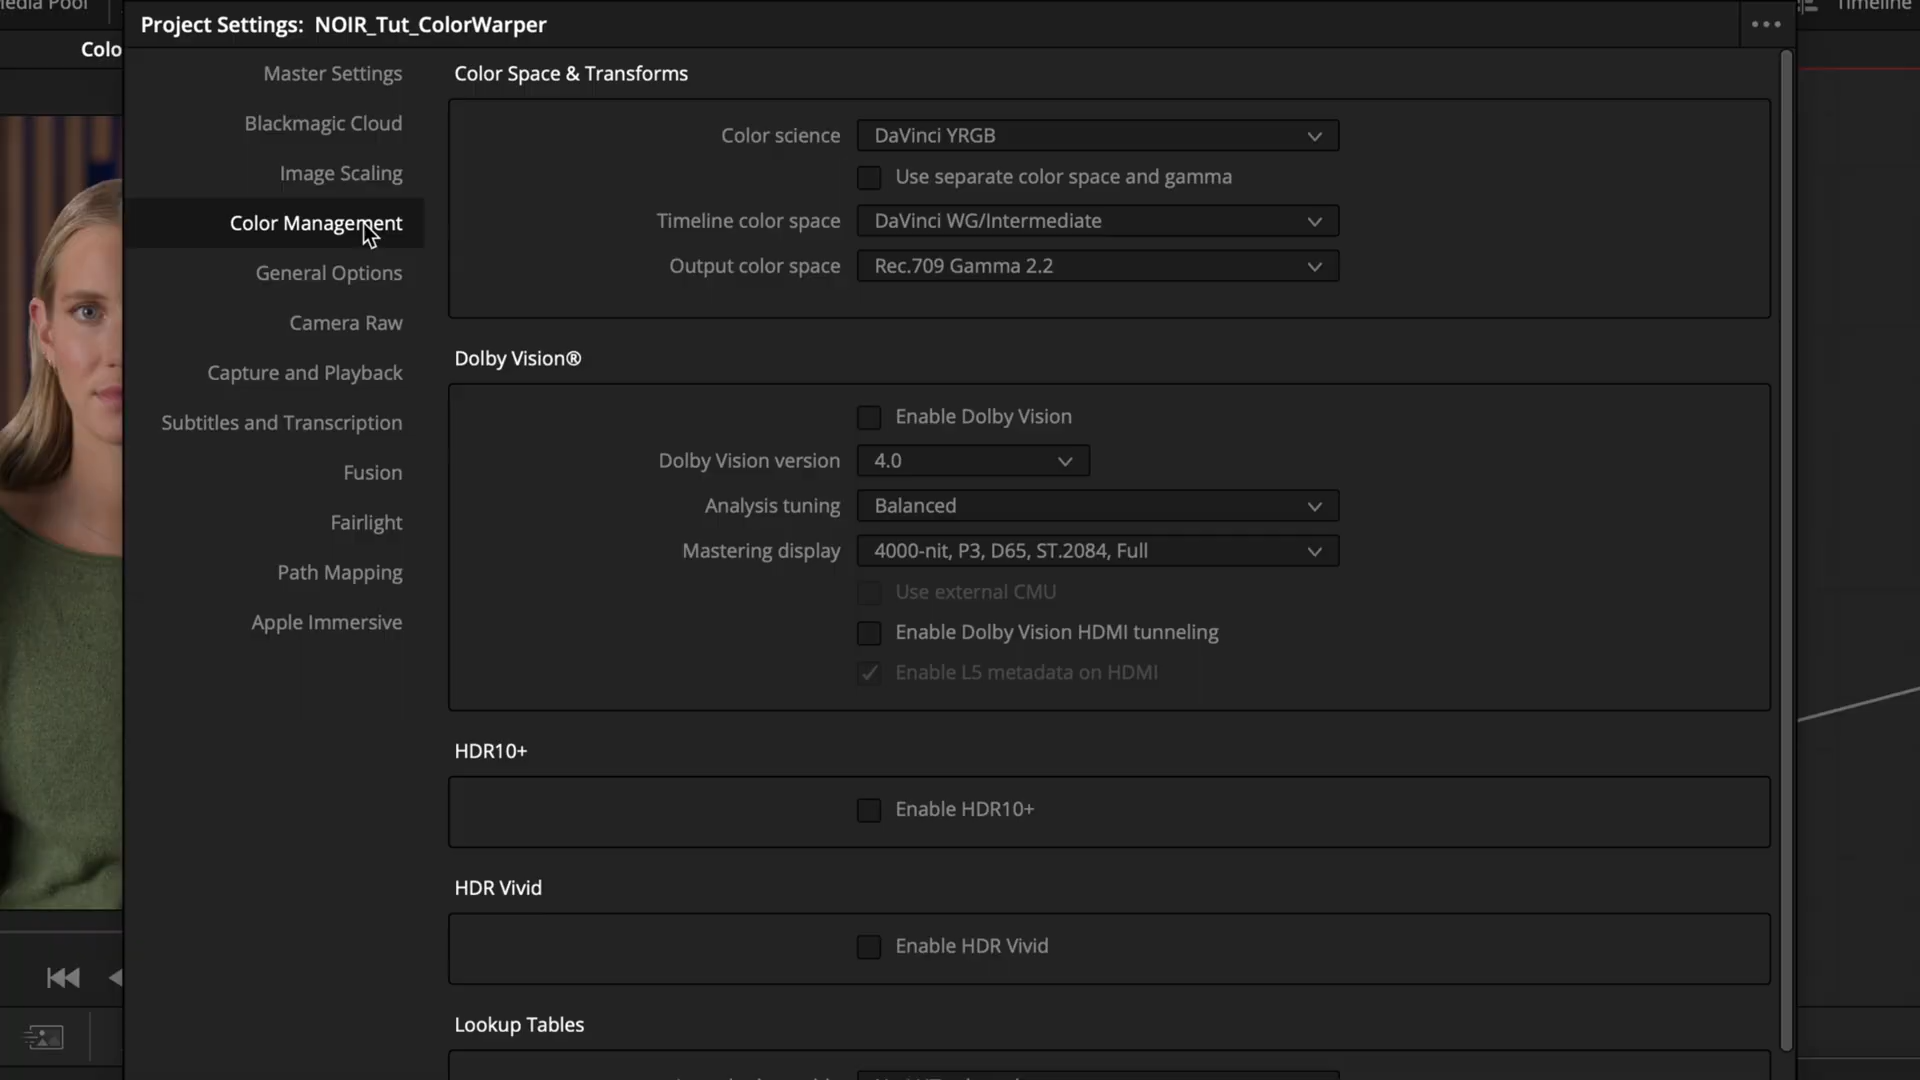 Media Pool
Timeline
Project Settings: NOIR_Tut_ColorWarper
Colo
Master Settings
Blackmagic Cloud
Image Scaling
Color Management
General Options
Camera Raw
Capture and Playback
Subtitles and Transcription
Fusion
Fairlight
Path Mapping
Apple Immersive
Color Space & Transforms
Color science DaVinci YRGB
Use separate color space and gamma
Timeline color space DaVinci WG/Intermediate
Output color space Rec.709 Gamma 2.2
Dolby Vision®
Enable Dolby Vision
Dolby Vision version 4.0
Analysis tuning Balanced
Mastering display 4000-nit, P3, D65, ST.2084, Full
Use external CMU
Enable Dolby Vision HDMI tunneling
Enable L5 metadata on HDMI
HDR10+
Enable HDR10+
HDR Vivid
Enable HDR Vivid
Lookup Tables